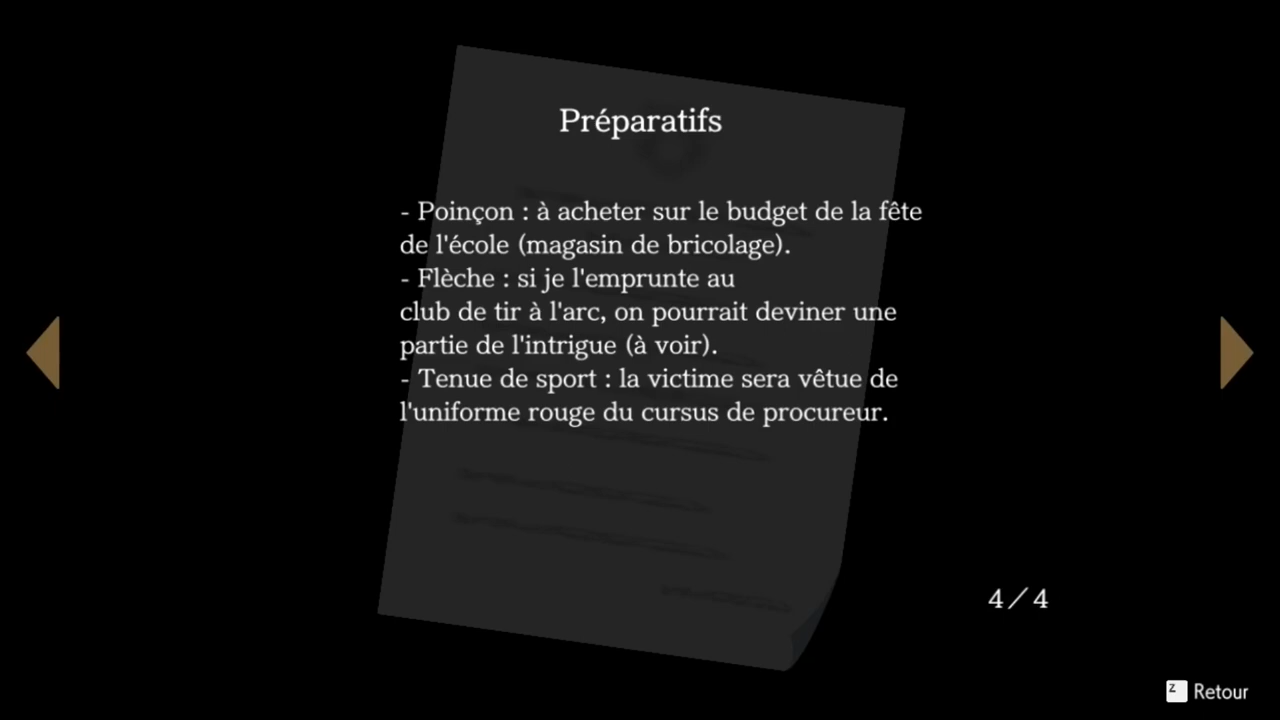 Préparatifs
- Poinçon : à acheter sur le budget de la fête
de l'école (magasin de bricolage).
- Flèche : si je l'emprunte au
club de tir à l'arc, on pourrait deviner une
partie de l'intrigue (à voir).
- Tenue de sport : la victime sera vêtue de
l'uniforme rouge du cursus de procureur.
4/4
Z Retour